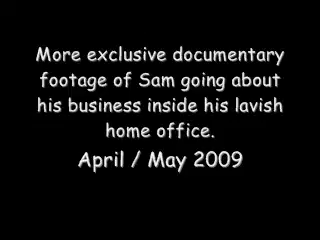 More exclusive documentary
footage of Sam going about
his business inside his lavish
home office.
April / May 2009